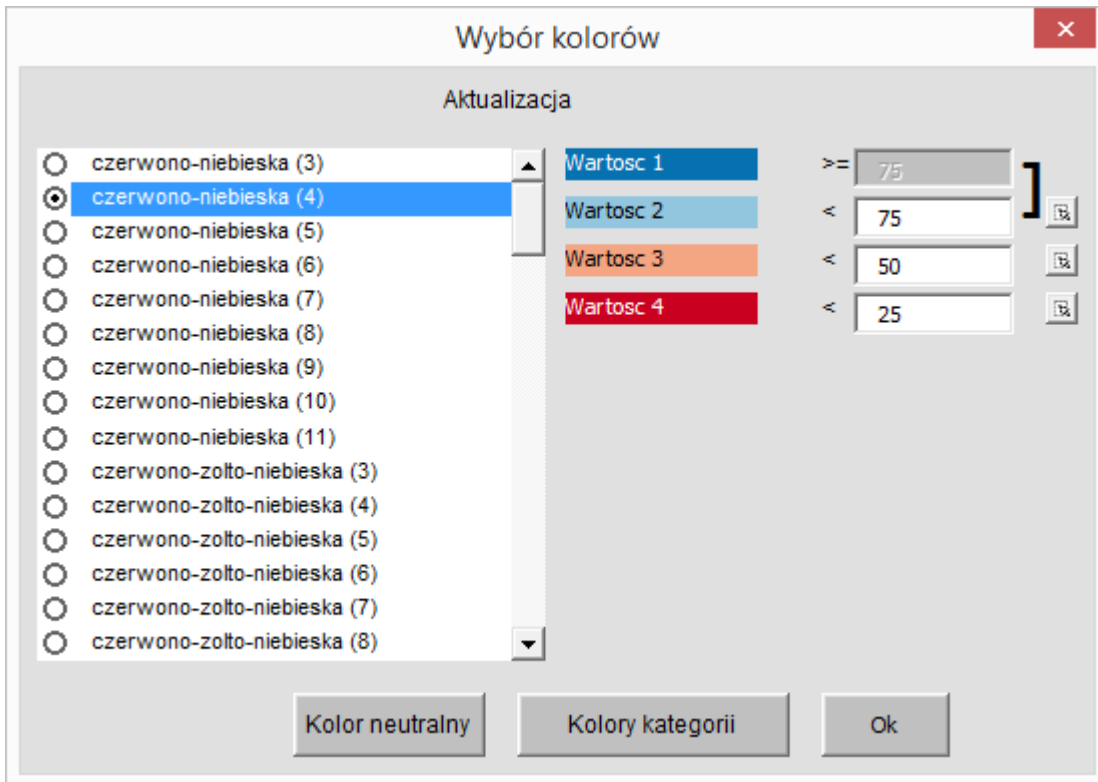 Wybór kolorów
Aktualizacja
czerwono-niebieska (3)
czerwono-niebieska (4)
czerwono-niebieska (5)
czerwono-niebieska (6)
czerwono-niebieska (7)
czerwono-niebieska (8)
czerwono-niebieska (9)
czerwono-niebieska (10)
czerwono-niebieska (11)
czerwono-zolto-niebieska (3)
czerwono-zolto-niebieska (4)
czerwono-zolto-niebieska (5)
czerwono-zolto-niebieska (6)
czerwono-zolto-niebieska (7)
czerwono-zolto-niebieska (8)
Wartosc 1 >= 75
Wartosc 2 < 75
Wartosc 3 < 50
Wartosc 4 < 25
Kolor neutralny Kolory kategorii Ok